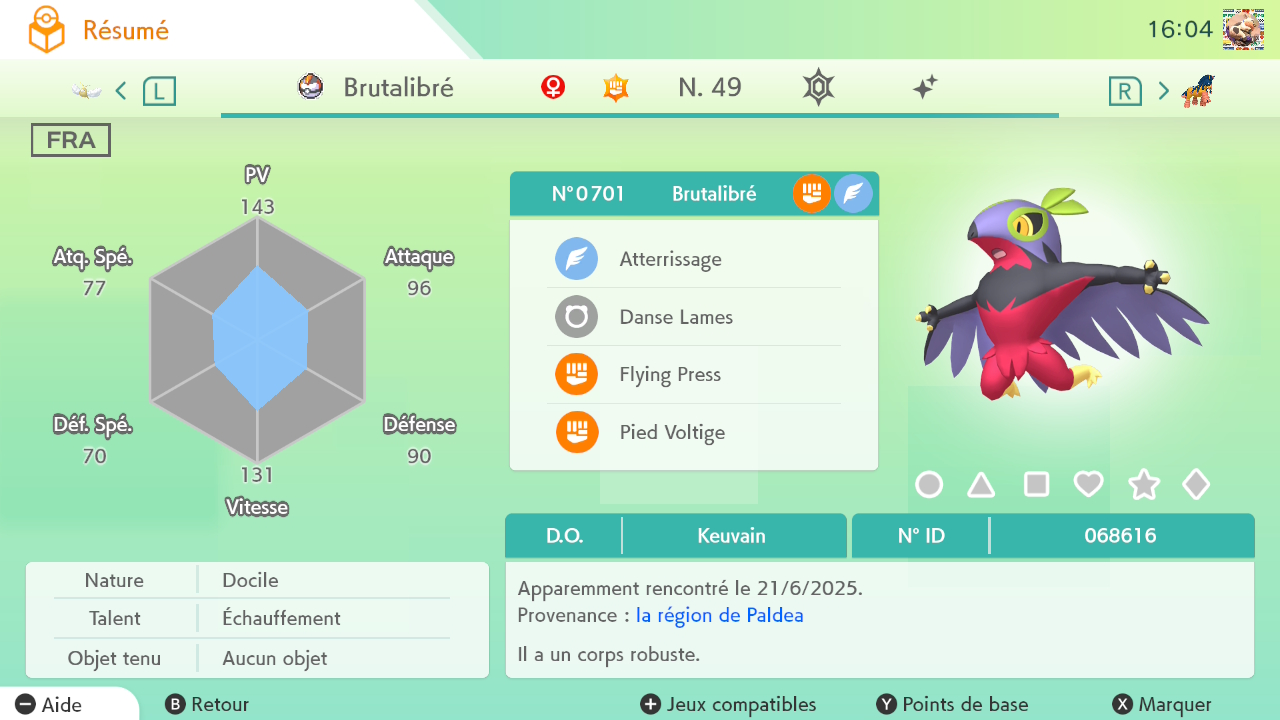 Résumé
16:04
L
Brutalibré
N. 49
R
FRA
PV
143
Atq. Spé.
77
Attaque
96
Déf. Spé.
70
Défense
90
131
Vitesse
N°0701 Brutalibré
Atterrissage
Danse Lames
Flying Press
Pied Voltige
D.O. Keuvain
N° ID 068616
Nature Docile
Talent Échauffement
Objet tenu Aucun objet
Apparemment rencontré le 21/6/2025.
Provenance : la région de Paldea
Il a un corps robuste.
Aide
B Retour
Jeux compatibles
Y Points de base
X Marquer